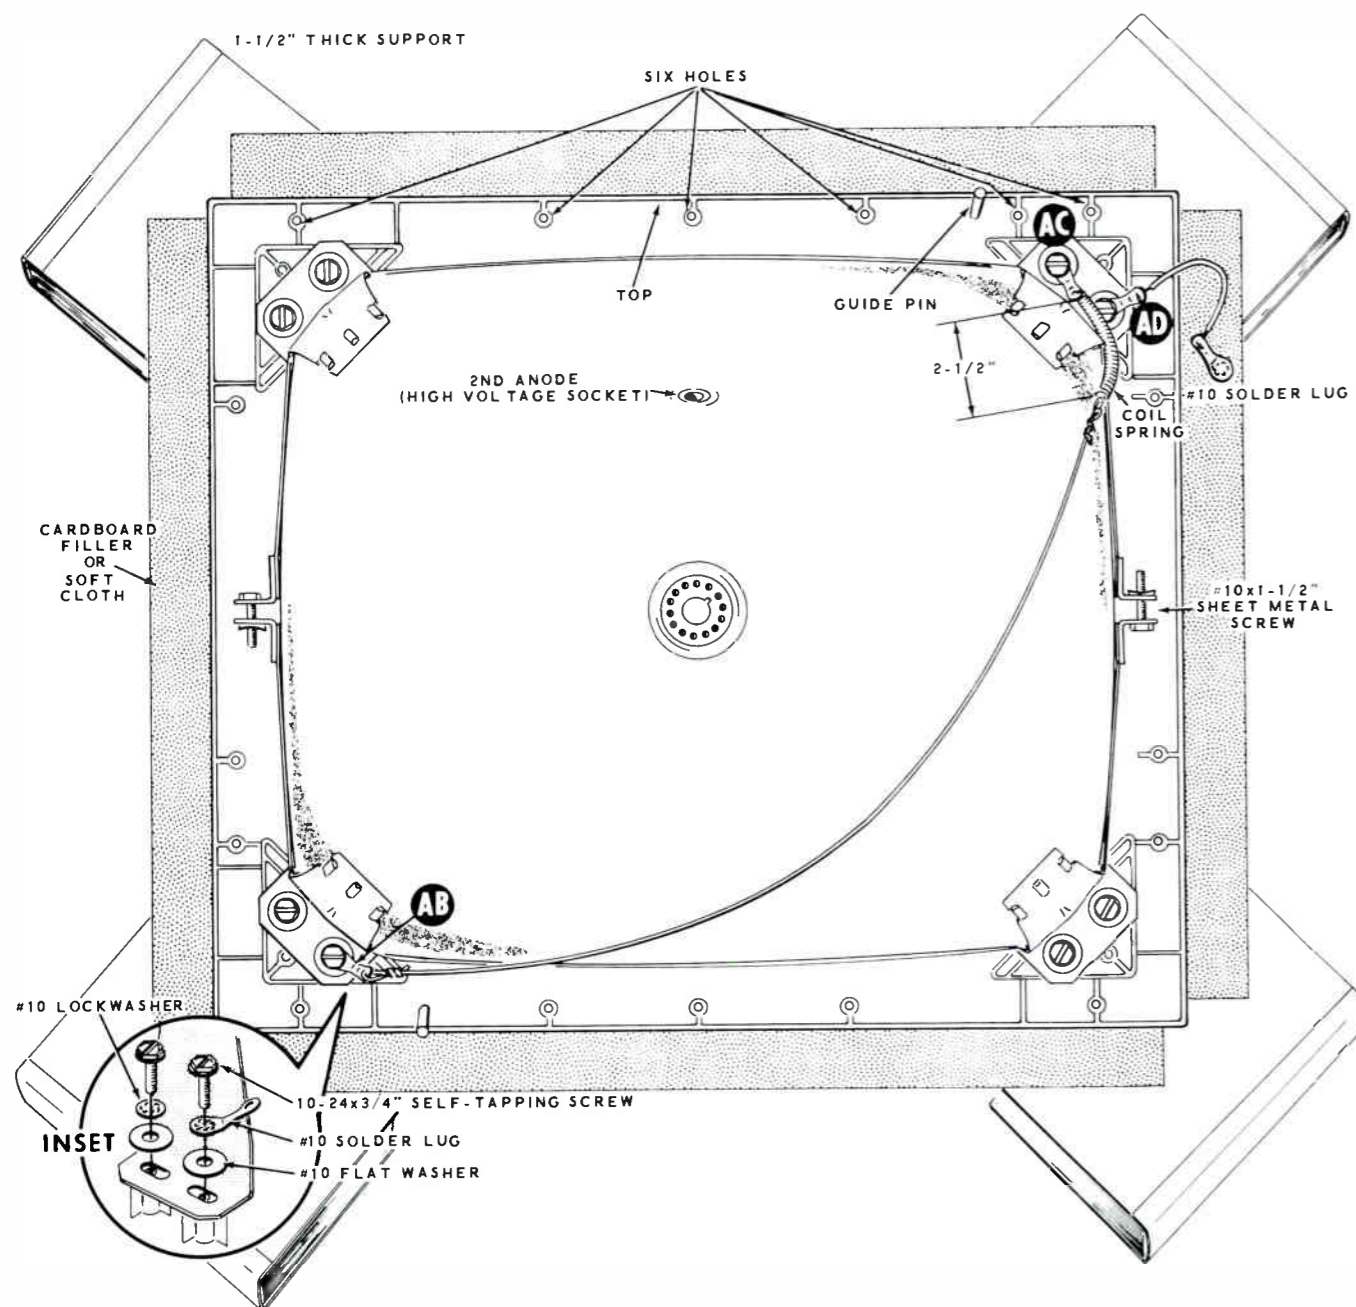 1-1/2" THICK SUPPORT
SIX HOLES
AC
TOP
GUIDE PIN
AD
2-1/2"
2ND ANODE
(HIGH VOLTAGE SOCKET)
#10 SOLDER LUG
COIL
SPRING
CARDBOARD
FILLER
OR
SOFT
CLOTH
#10x1-1/2"
SHEET METAL
SCREW
AB
#10 LOCKWASHER
10-24x3/4" SELF-TAPPING SCREW
INSET
#10 SOLDER LUG
#10 FLAT WASHER